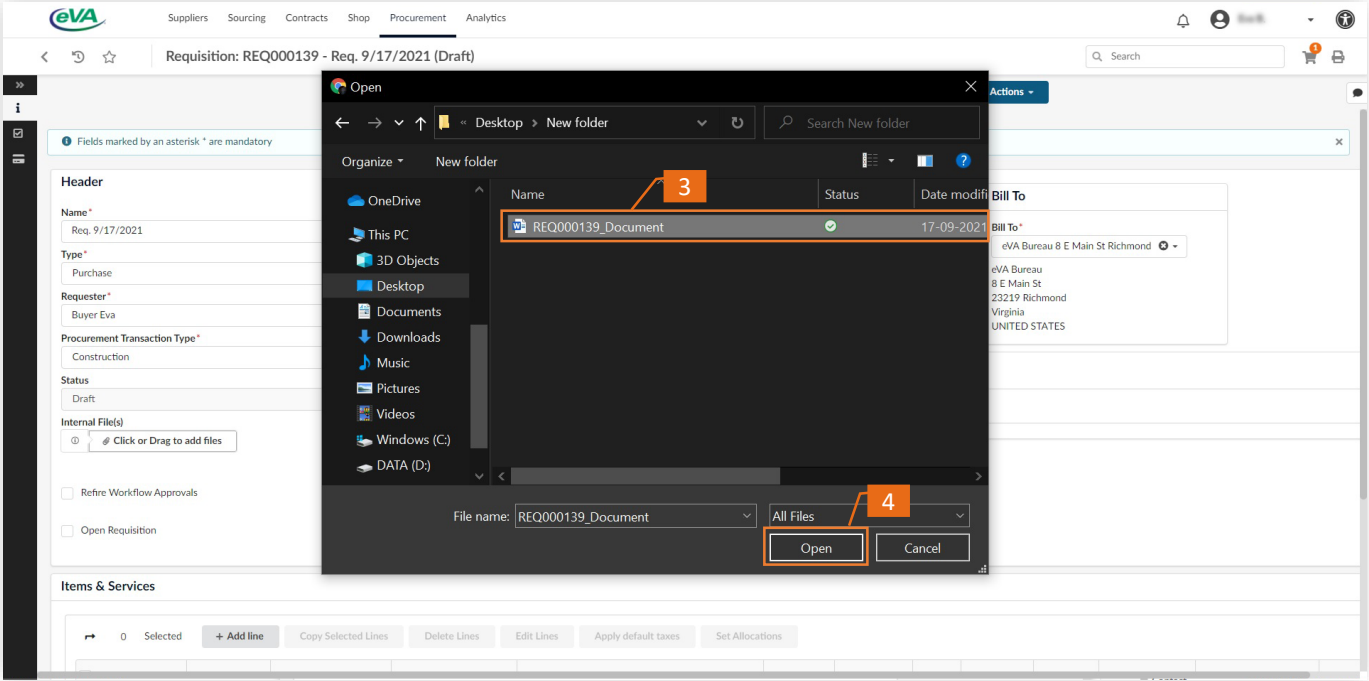 eVA
Suppliers Sourcing Contracts Shop Procurement Analytics
Requisition: REQ000139 - Req. 9/17/2021 (Draft)
Search
1
Actions
i
Fields marked by an asterisk * are mandatory
Header
Name*
Req. 9/17/2021
Type*
Purchase
Requester*
Buyer Eva
Procurement Transaction Type*
Construction
Status
Draft
Internal File(s)
Click or Drag to add files
Refire Workflow Approvals
Open Requisition
Open
« Desktop > New folder
Search New folder
Organize New folder
?
OneDrive
This PC
3D Objects
Desktop
Documents
Downloads
Music
Pictures
Videos
Windows (C:)
DATA (D:)
Name Status Date modifi
3
REQ000139_Document 17-09-2021
File name: REQ000139_Document All Files
4
Open Cancel
Bill To
Bill To*
eVA Bureau 8 E Main St Richmond
eVA Bureau
8 E Main St
23219 Richmond
Virginia
UNITED STATES
Items & Services
0 Selected + Add line Copy Selected Lines Delete Lines Edit Lines Apply default taxes Set Allocations